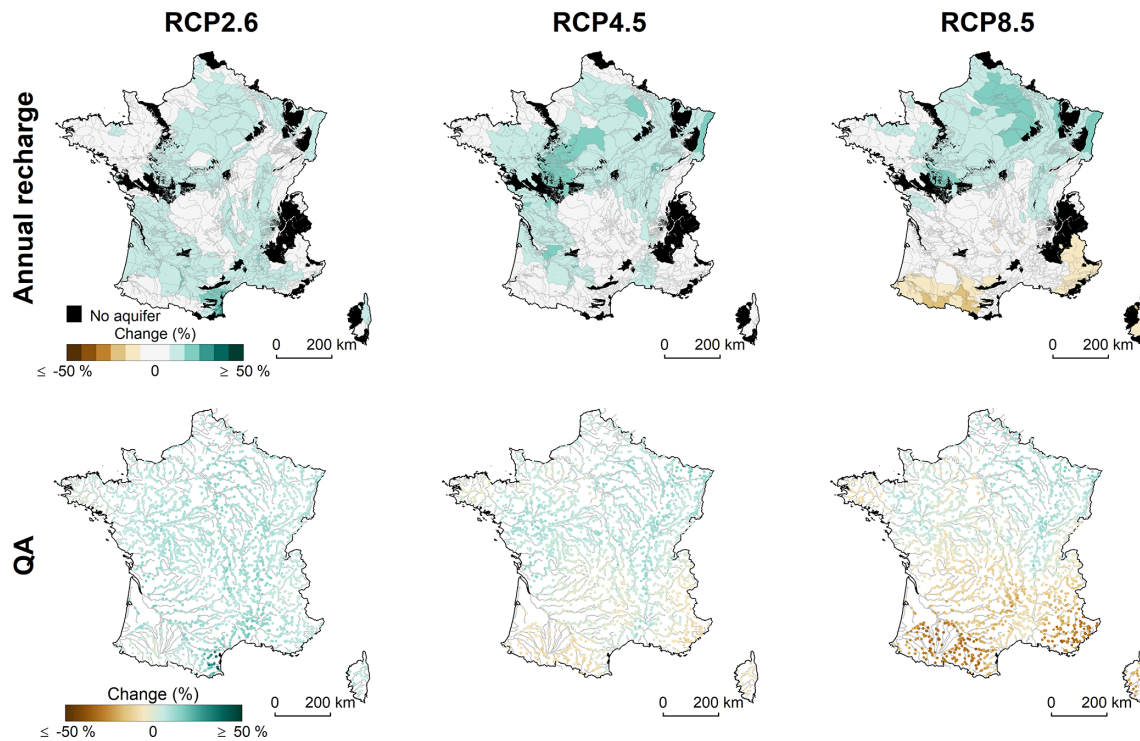 RCP2.6 RCP4.5 RCP8.5
Annual recharge
No aquifer
Change (%)
≤ -50 % 0 ≥ 50 %
0 200 km
0 200 km
0 200 km
QA
Change (%)
≤ -50 % 0 ≥ 50 %
0 200 km
0 200 km
0 200 km